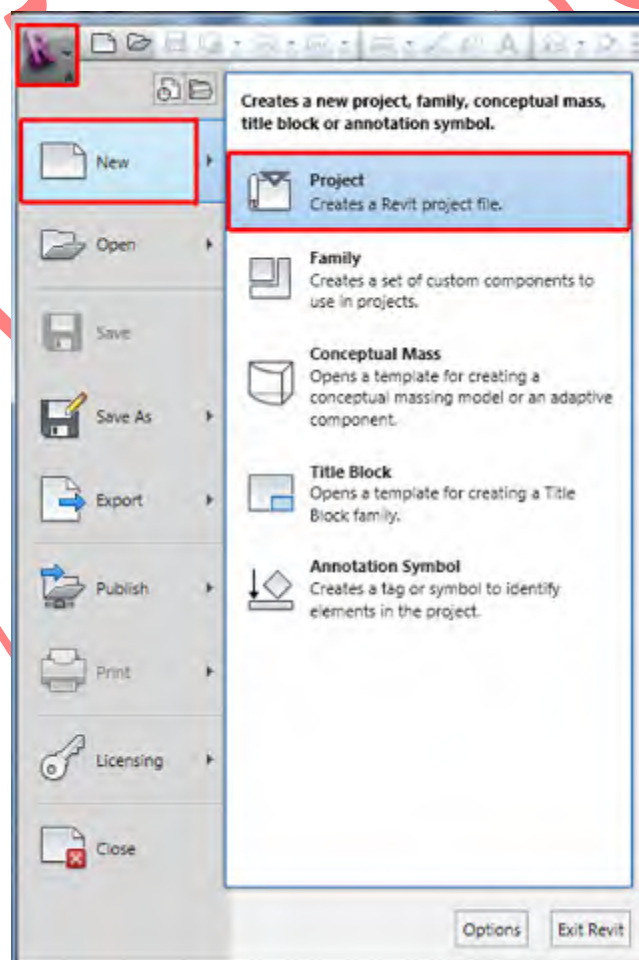 Creates a new project, family, conceptual mass,
title block or annotation symbol.
New
Project
Creates a Revit project file.
Open
Family
Creates a set of custom components to
use in projects.
Save
Conceptual Mass
Opens a template for creating a
conceptual massing model or an adaptive
component.
Save As
Title Block
Opens a template for creating a Title
Block family.
Export
Annotation Symbol
Creates a tag or symbol to identify
elements in the project.
Publish
Print
Licensing
Close
Options
Exit Revit